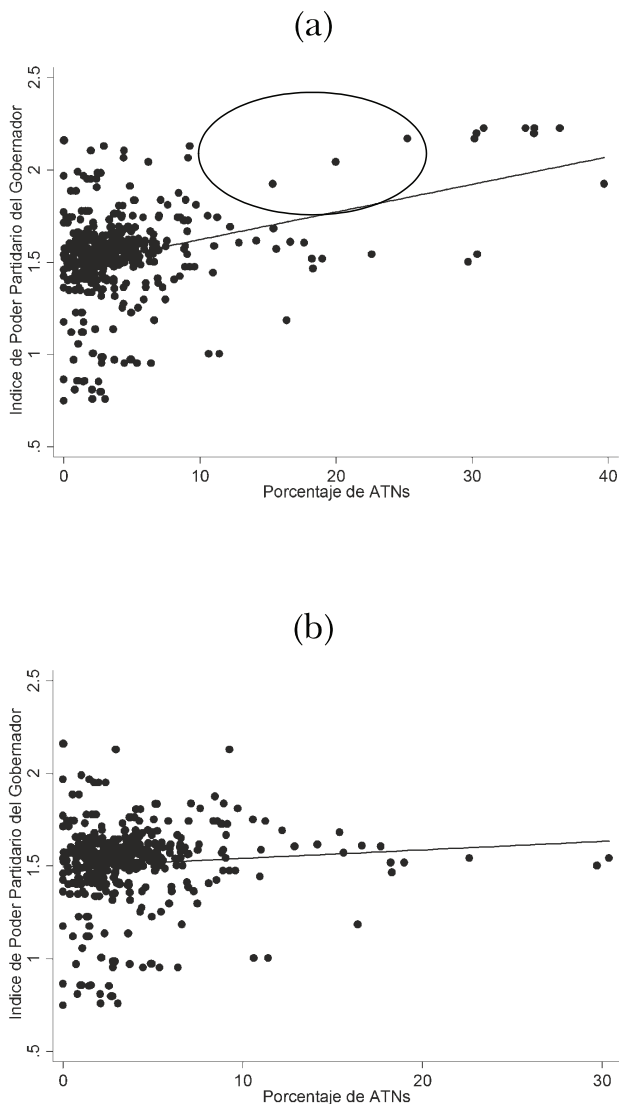 (a)
2.5
2
1.5
1
.5
Indice de Poder Partidario del Gobernador
0 10 20 30 40
Porcentaje de ATNs
(b)
2.5
2
1.5
1
.5
Indice de Poder Partidario del Gobernador
0 10 20 30
Porcentaje de ATNs